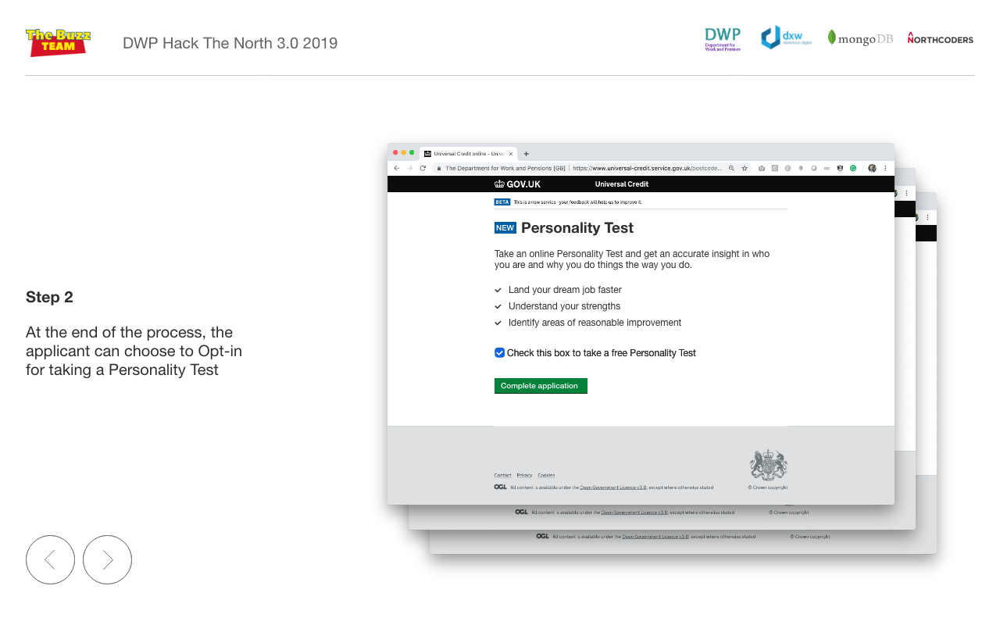 The Buzz
TEAM
DWP Hack The North 3.0 2019
DWP
Department for
Work and Pensions
dxw
dextrous digital
mongoDB
NORTHCODERS
Step 2
At the end of the process, the
applicant can choose to Opt-in
for taking a Personality Test
Universal Credit online - Unive
The Department for Work and Pensions [GB] | https://www.universal-credit.service.gov.uk/postcode...
GOV.UK
Universal Credit
BETA This is a new service - your feedback will help us to improve it.
NEW Personality Test
Take an online Personality Test and get an accurate insight in who
you are and why you do things the way you do.
Land your dream job faster
Understand your strengths
Identify areas of reasonable improvement
Check this box to take a free Personality Test
Complete application
Contact Privacy Cookies
OGL All content is available under the Open Government Licence v3.0, except where otherwise stated
© Crown copyright
OGL All content is available under the Open Government Licence v3.0, except where otherwise stated
© Crown copyright
OGL All content is available under the Open Government Licence v3.0, except where otherwise stated
© Crown copyright